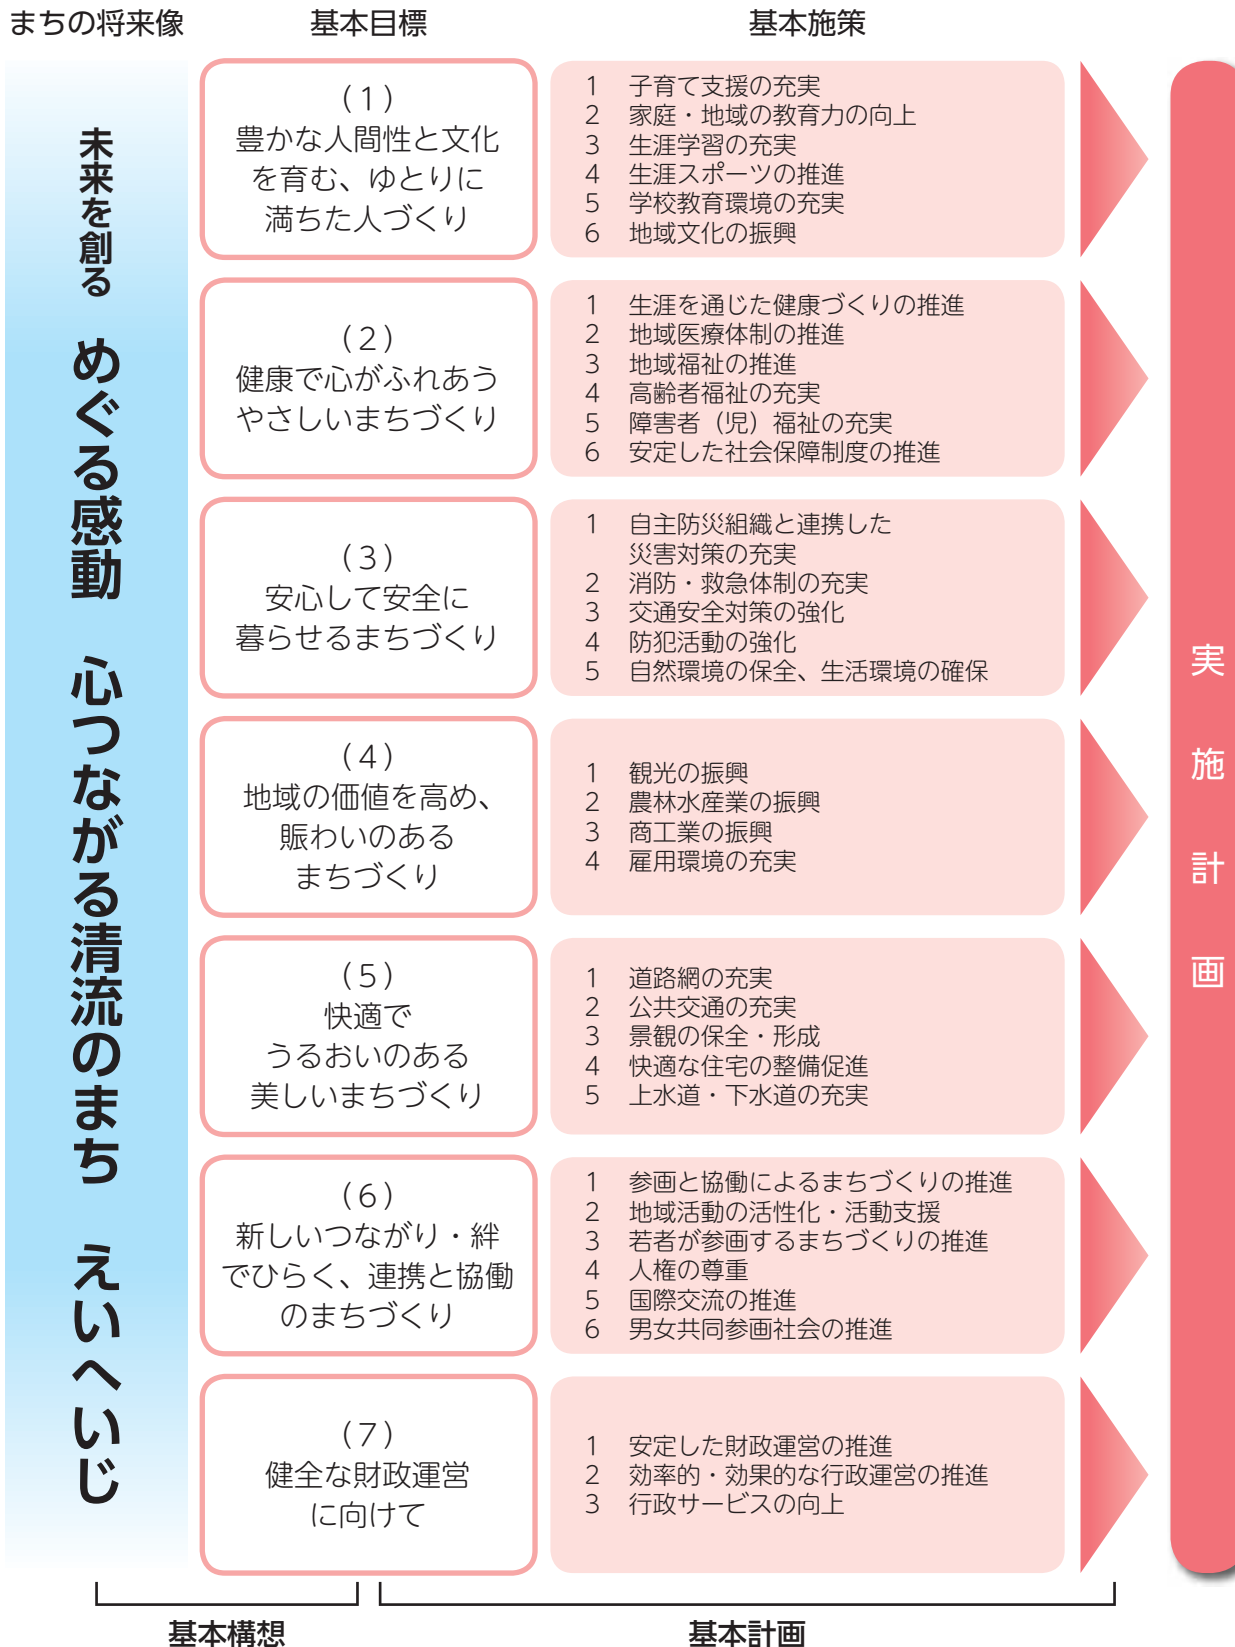 まちの将来像
基本目標
基本施策
未来を創る めぐる感動 心つながる清流のまち えいへいじ
(1)
豊かな人間性と文化
を育む、ゆとりに
満ちた人づくり
1 子育て支援の充実
2 家庭・地域の教育力の向上
3 生涯学習の充実
4 生涯スポーツの推進
5 学校教育環境の充実
6 地域文化の振興
(2)
健康で心がふれあう
やさしいまちづくり
1 生涯を通じた健康づくりの推進
2 地域医療体制の推進
3 地域福祉の推進
4 高齢者福祉の充実
5 障害者（児）福祉の充実
6 安定した社会保障制度の推進
(3)
安心して安全に
暮らせるまちづくり
1 自主防災組織と連携した
災害対策の充実
2 消防・救急体制の充実
3 交通安全対策の強化
4 防犯活動の強化
5 自然環境の保全、生活環境の確保
(4)
地域の価値を高め、
賑わいのある
まちづくり
1 観光の振興
2 農林水産業の振興
3 商工業の振興
4 雇用環境の充実
(5)
快適で
うるおいのある
美しいまちづくり
1 道路網の充実
2 公共交通の充実
3 景観の保全・形成
4 快適な住宅の整備促進
5 上水道・下水道の充実
(6)
新しいつながり・絆
でひらく、連携と協働
のまちづくり
1 参画と協働によるまちづくりの推進
2 地域活動の活性化・活動支援
3 若者が参画するまちづくりの推進
4 人権の尊重
5 国際交流の推進
6 男女共同参画社会の推進
(7)
健全な財政運営
に向けて
1 安定した財政運営の推進
2 効率的・効果的な行政運営の推進
3 行政サービスの向上
実施計画
基本構想
基本計画